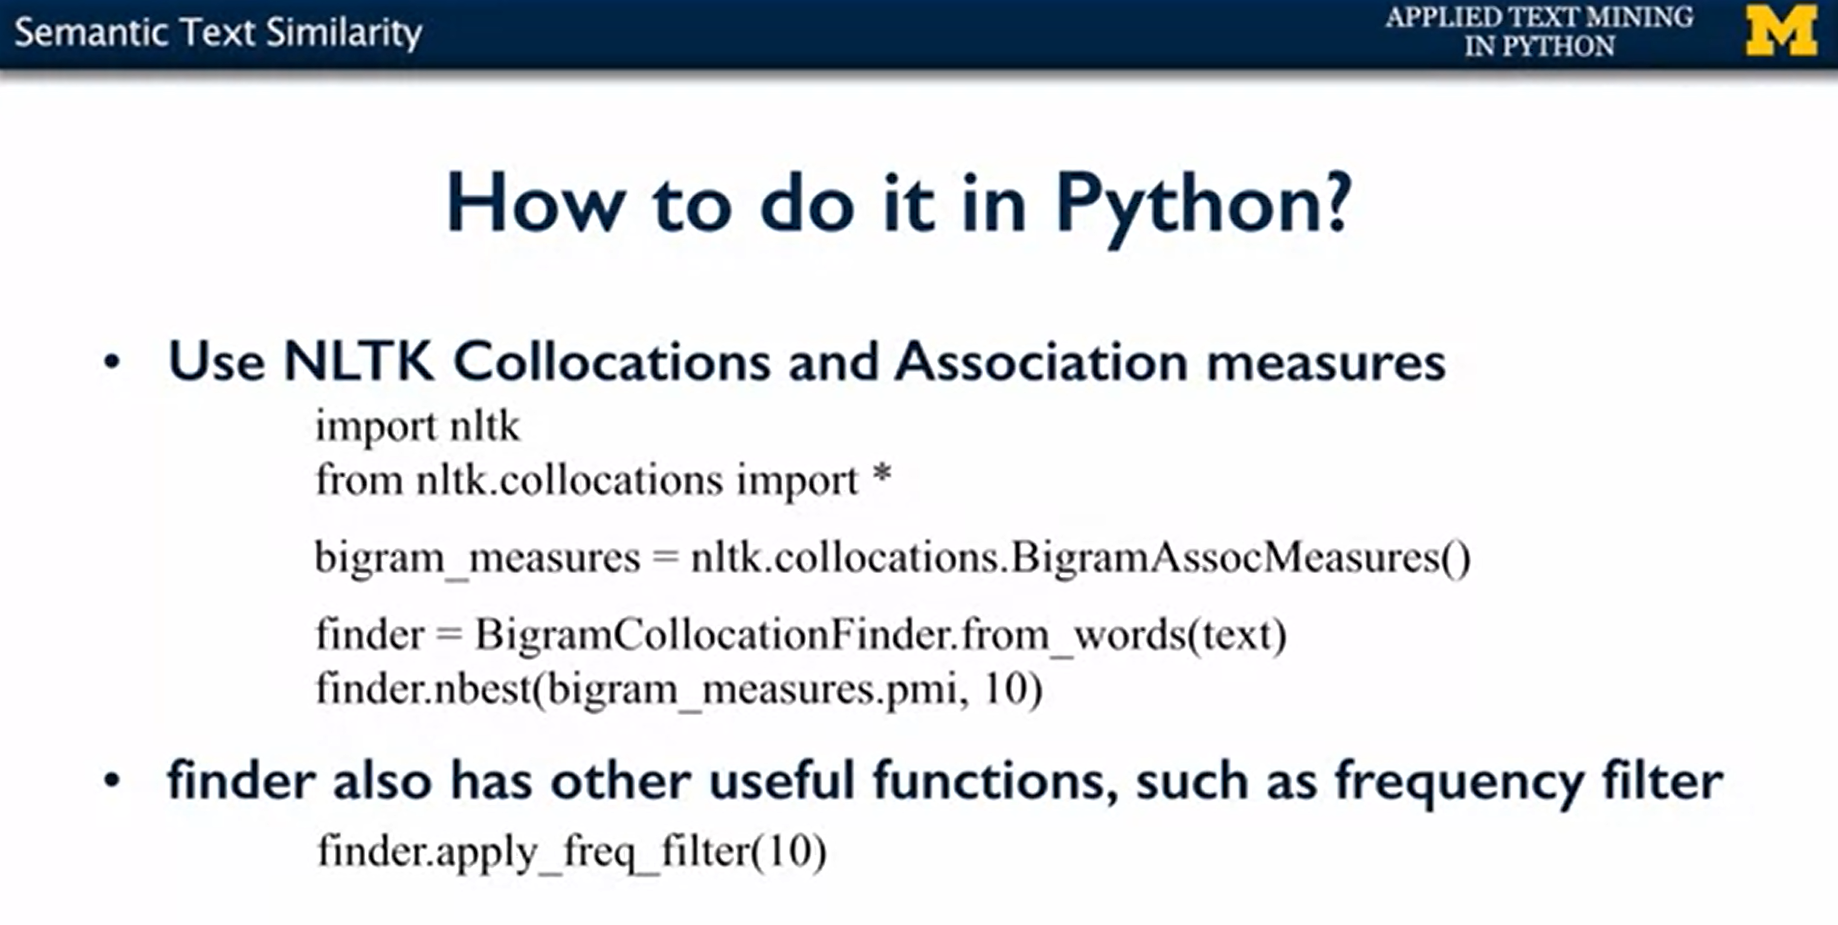 Semantic Text Similarity
APPLIED TEXT MINING
IN PYTHON
M
How to do it in Python?
• Use NLTK Collocations and Association measures
import nltk
from nltk.collocations import *
bigram_measures = nltk.collocations.BigramAssocMeasures()
finder = BigramCollocationFinder.from_words(text)
finder.nbest(bigram_measures.pmi, 10)
• finder also has other useful functions, such as frequency filter
finder.apply_freq_filter(10)